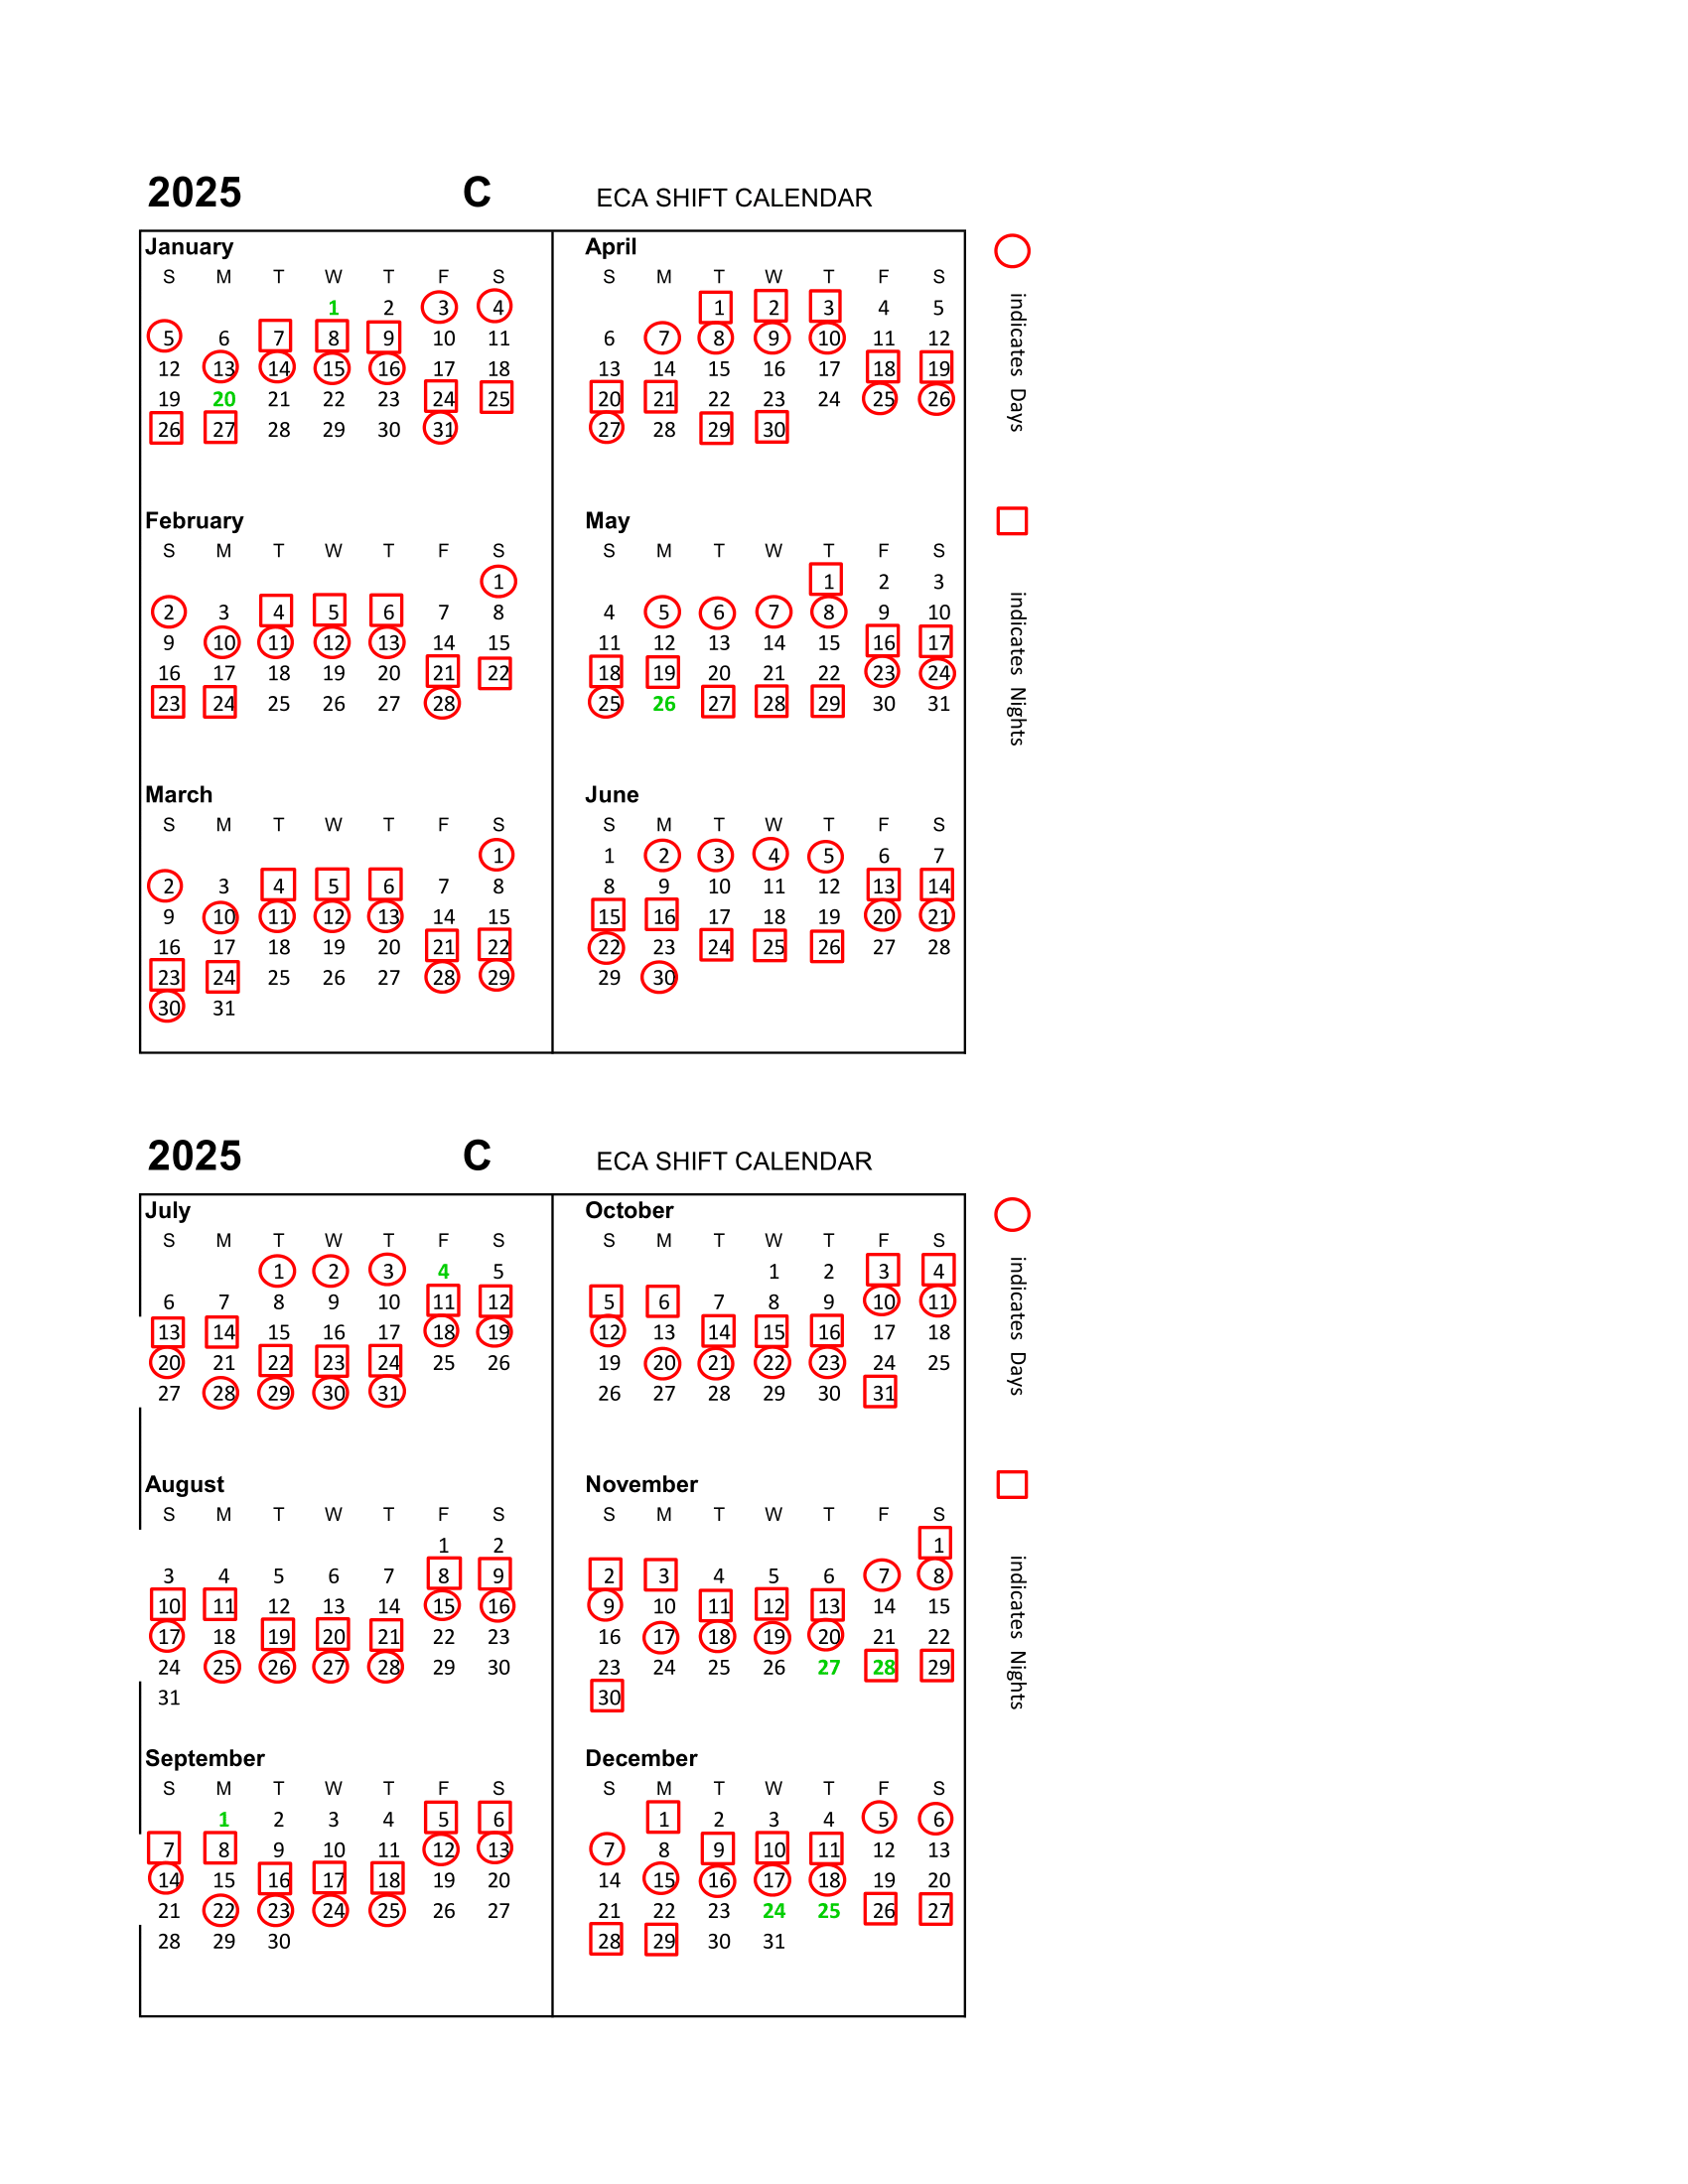 2025 C ECA SHIFT CALENDAR
January
S M T W T F S
1 2 3 4
5 6 7 8 9 10 11
12 13 14 15 16 17 18
19 20 21 22 23 24 25
26 27 28 29 30 31
February
S M T W T F S
1
2 3 4 5 6 7 8
9 10 11 12 13 14 15
16 17 18 19 20 21 22
23 24 25 26 27 28
March
S M T W T F S
1
2 3 4 5 6 7 8
9 10 11 12 13 14 15
16 17 18 19 20 21 22
23 24 25 26 27 28 29
30 31
April
S M T W T F S
1 2 3 4 5
6 7 8 9 10 11 12
13 14 15 16 17 18 19
20 21 22 23 24 25 26
27 28 29 30
May
S M T W T F S
1 2 3
4 5 6 7 8 9 10
11 12 13 14 15 16 17
18 19 20 21 22 23 24
25 26 27 28 29 30 31
June
S M T W T F S
1 2 3 4 5 6 7
8 9 10 11 12 13 14
15 16 17 18 19 20 21
22 23 24 25 26 27 28
29 30
indicates Days
indicates Nights
2025 C ECA SHIFT CALENDAR
July
S M T W T F S
1 2 3 4 5
6 7 8 9 10 11 12
13 14 15 16 17 18 19
20 21 22 23 24 25 26
27 28 29 30 31
August
S M T W T F S
1 2
3 4 5 6 7 8 9
10 11 12 13 14 15 16
17 18 19 20 21 22 23
24 25 26 27 28 29 30
31
September
S M T W T F S
1 2 3 4 5 6
7 8 9 10 11 12 13
14 15 16 17 18 19 20
21 22 23 24 25 26 27
28 29 30
October
S M T W T F S
1 2 3 4
5 6 7 8 9 10 11
12 13 14 15 16 17 18
19 20 21 22 23 24 25
26 27 28 29 30 31
November
S M T W T F S
1
2 3 4 5 6 7 8
9 10 11 12 13 14 15
16 17 18 19 20 21 22
23 24 25 26 27 28 29
30
December
S M T W T F S
1 2 3 4 5 6
7 8 9 10 11 12 13
14 15 16 17 18 19 20
21 22 23 24 25 26 27
28 29 30 31
indicates Days
indicates Nights